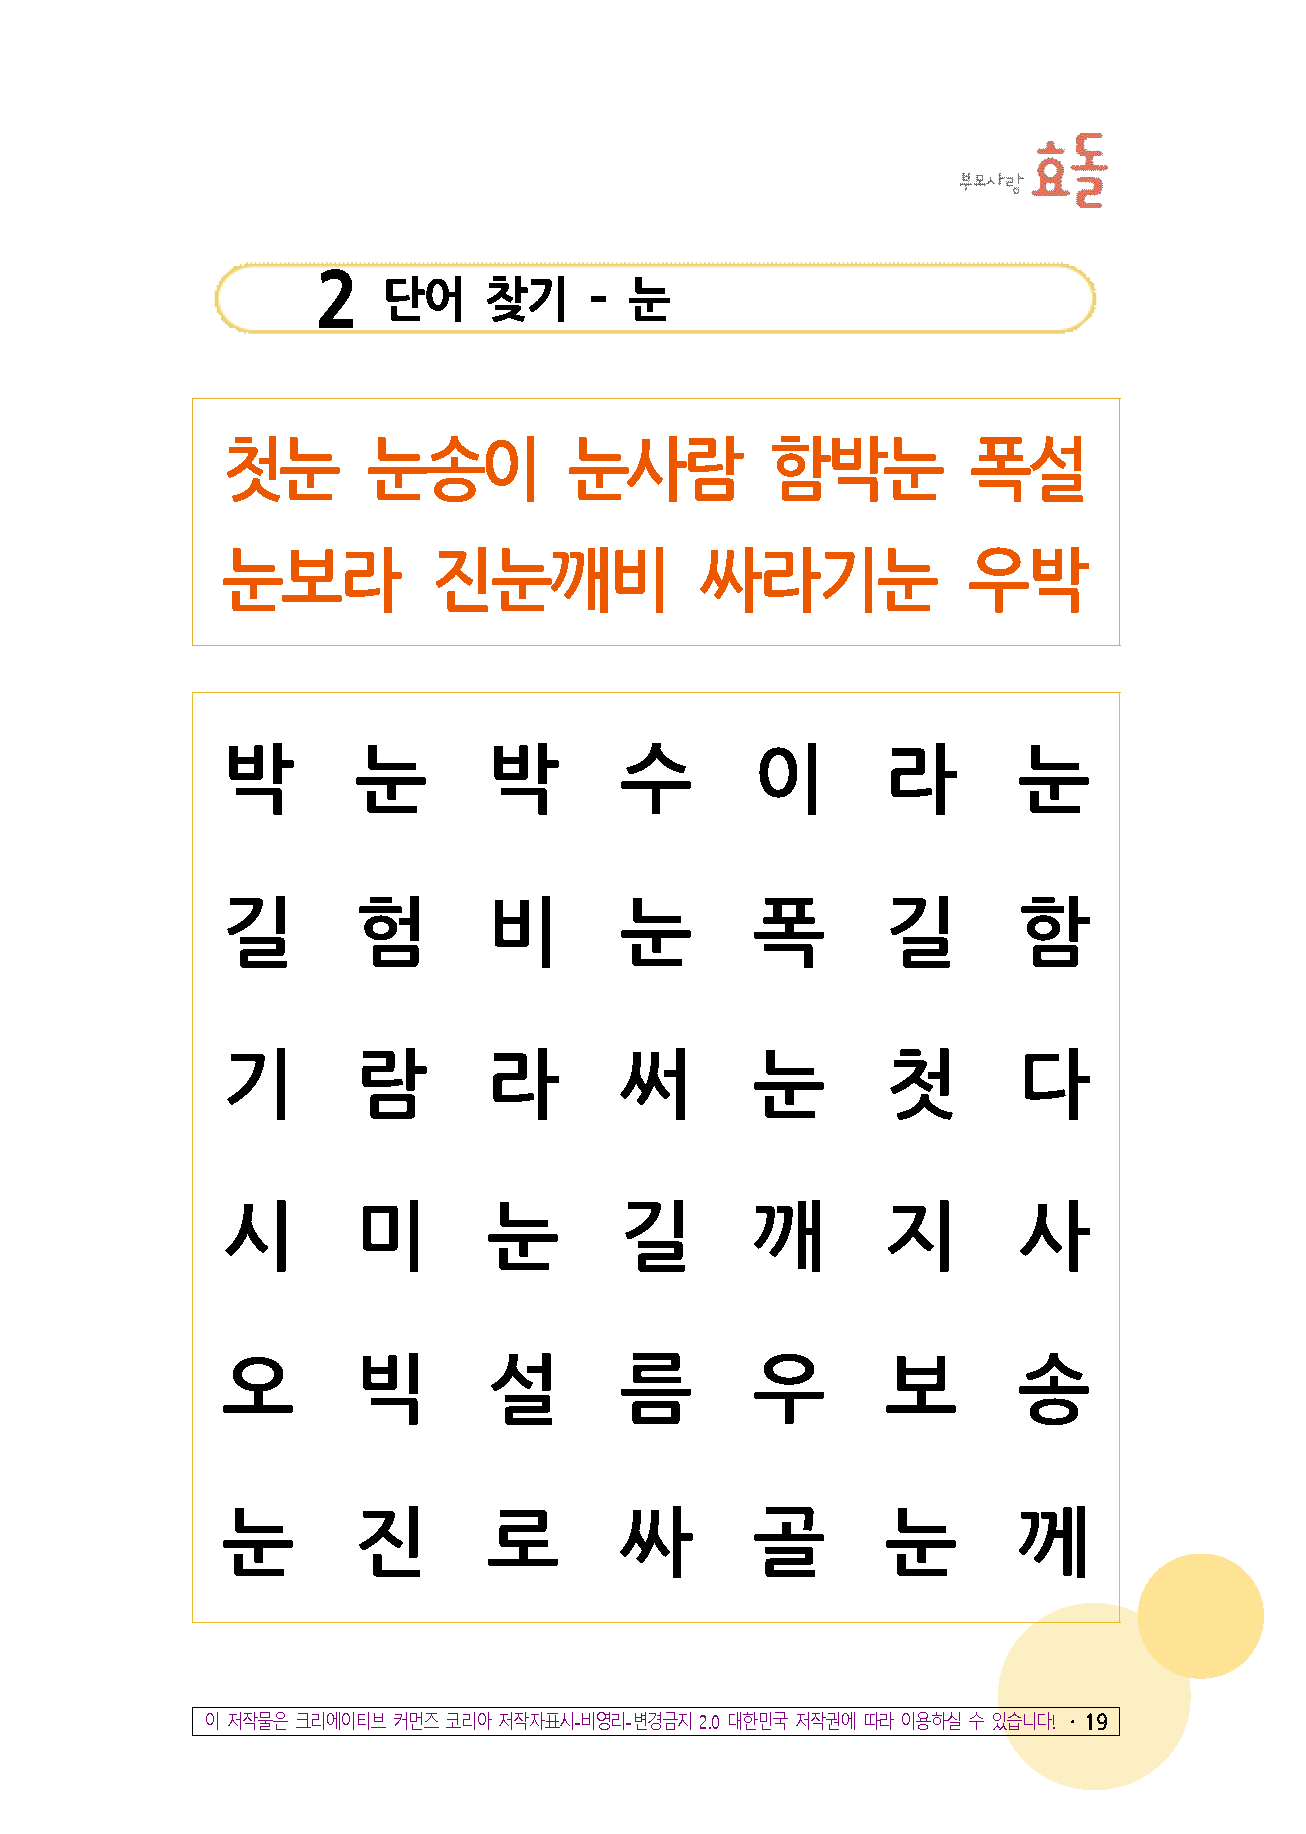 부모사랑 효돌
2 단어 찾기 - 눈
첫눈 눈송이 눈사람 함박눈 폭설
눈보라 진눈깨비 싸라기눈 우박
박 눈 박 수 이 라 눈
길 험 비 눈 폭 길 함
기 람 라 써 눈 첫 다
시 미 눈 길 깨 지 사
오 빅 설 름 우 보 송
눈 진 로 싸 골 눈 께
이 저작물은 크리에이티브 커먼즈 코리아 저작자표시-비영리-변경금지 2.0 대한민국 저작권에 따라 이용하실 수 있습니다! · 19